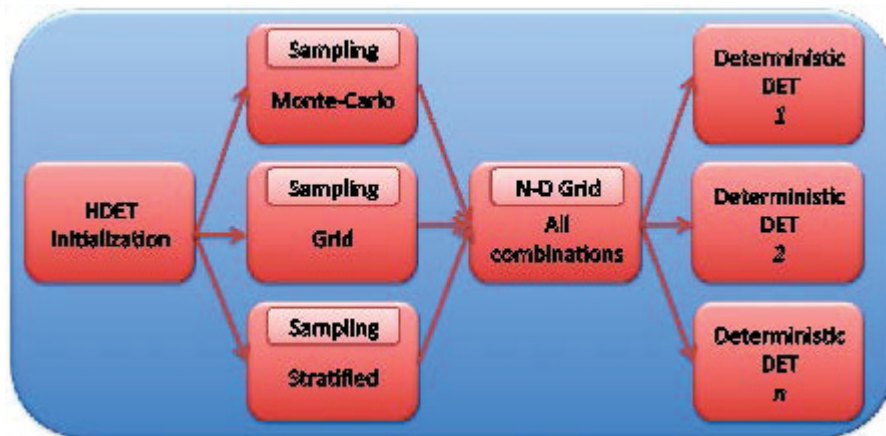 HDET
Initialization
Sampling
Monte-Carlo
Sampling
Grid
Sampling
Stratified
N-D Grid
All
combinations
Deterministic
DET
1
Deterministic
DET
2
Deterministic
DET
n